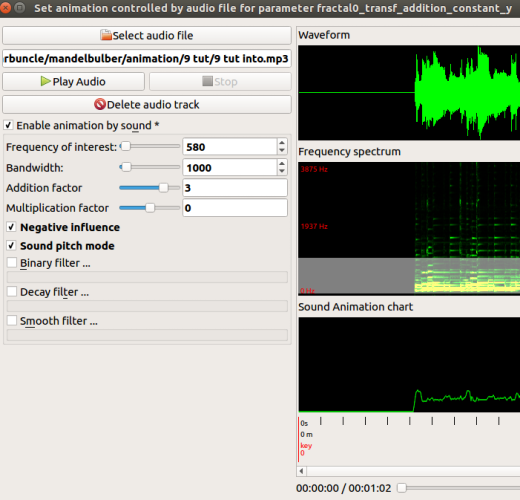 Set animation controlled by audio file for parameter fractal0_transf_addition_constant_y
Select audio file
rbuncle/mandelbulber/animation/9 tut/9 tut into.mp3
Play Audio
Stop
Delete audio track
Enable animation by sound *
Frequency of interest: 580
Bandwidth: 1000
Addition factor 3
Multiplication factor 0
Negative influence
Sound pitch mode
Binary filter ...
Decay filter ...
Smooth filter ...
Waveform
Frequency spectrum
3875 Hz
1937 Hz
0 Hz
Sound Animation chart
0s
0 m
key
0
00:00:00 / 00:01:02